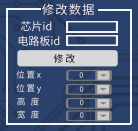 修改数据
芯片id
电路板id
修改
位置x 0
位置y 0
高度 0
宽度 0